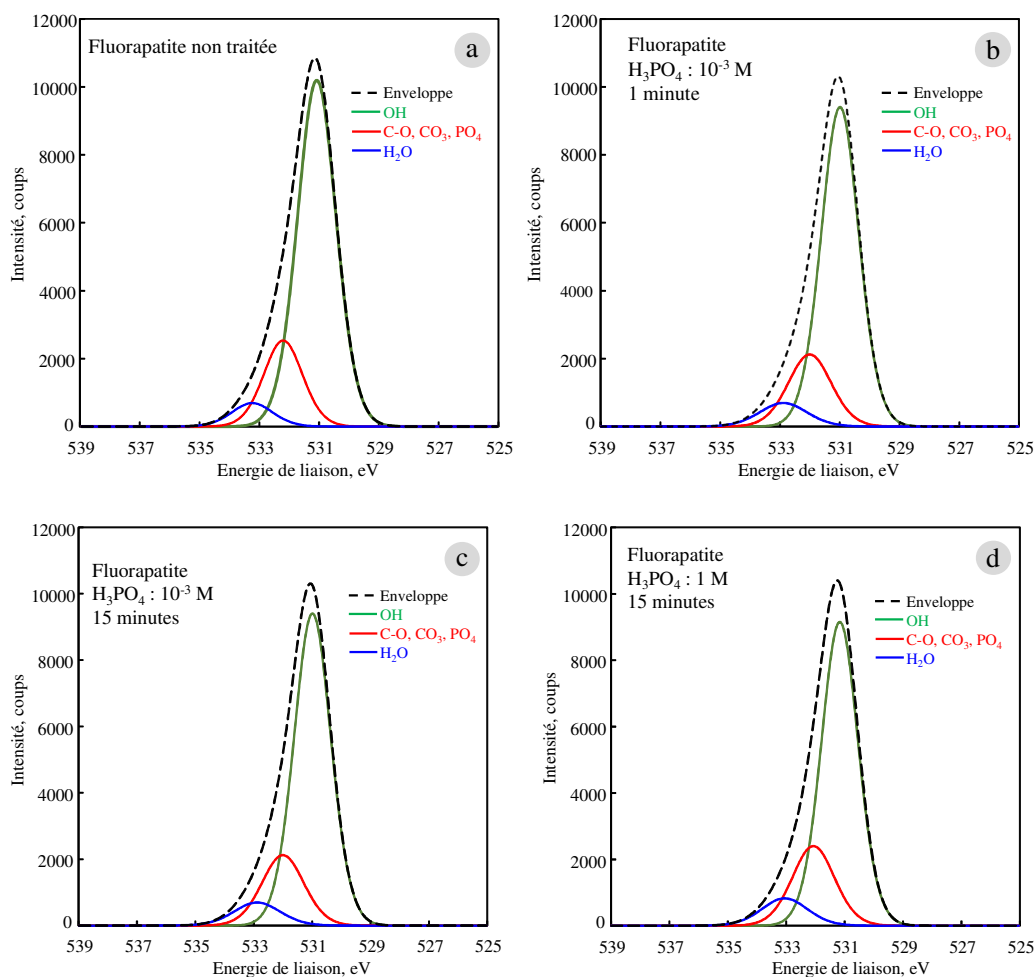 12000
10000
8000
6000
4000
2000
0
Intensité, coups
Fluorapatite non traitée
a
Enveloppe
OH
C-O, CO₃, PO₄
H₂O
539 537 535 533 531 529 527 525
Energie de liaison, eV
12000
10000
8000
6000
4000
2000
0
Intensité, coups
Fluorapatite
H₃PO₄ : 10⁻³ M
1 minute
b
Enveloppe
OH
C-O, CO₃, PO₄
H₂O
539 537 535 533 531 529 527 525
Energie de liaison, eV
12000
10000
8000
6000
4000
2000
0
Intensité, coups
Fluorapatite
H₃PO₄ : 10⁻³ M
15 minutes
c
Enveloppe
OH
C-O, CO₃, PO₄
H₂O
539 537 535 533 531 529 527 525
Energie de liaison, eV
12000
10000
8000
6000
4000
2000
0
Intensité, coups
Fluorapatite
H₃PO₄ : 1 M
15 minutes
d
Enveloppe
OH
C-O, CO₃, PO₄
H₂O
539 537 535 533 531 529 527 525
Energie de liaison, eV